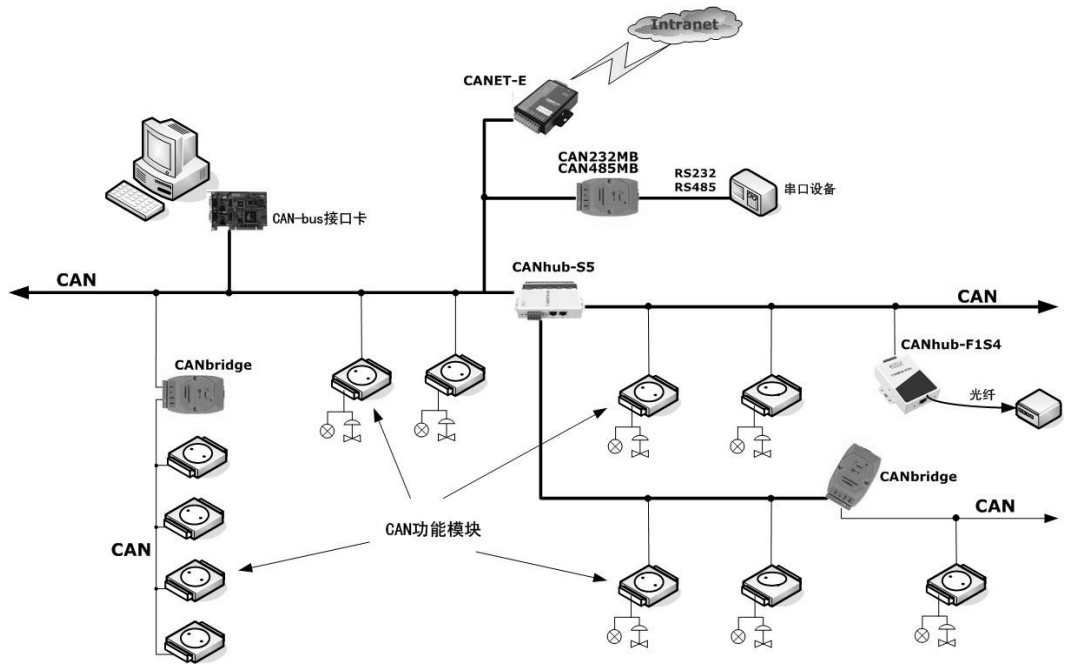 Intranet
CANET-E
CAN232MB
CAN485MB
RS232
RS485
串口设备
CAN-bus接口卡
CAN
CANhub-S5
CAN
CANbridge
CANhub-F1S4
光纤
CANbridge
CAN
CAN功能模块
CAN